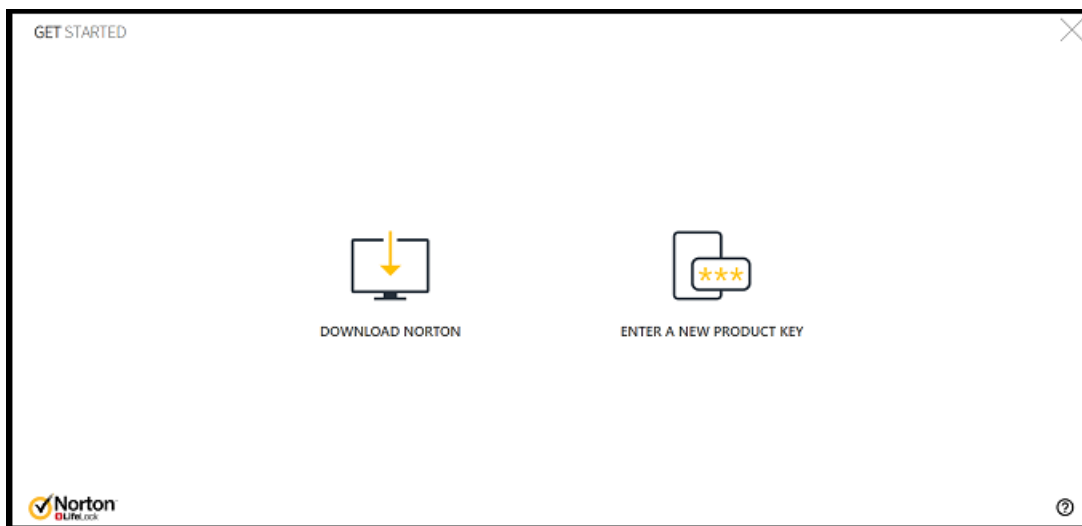 GET STARTED
***
DOWNLOAD NORTON
ENTER A NEW PRODUCT KEY
Norton
LifeLock
?